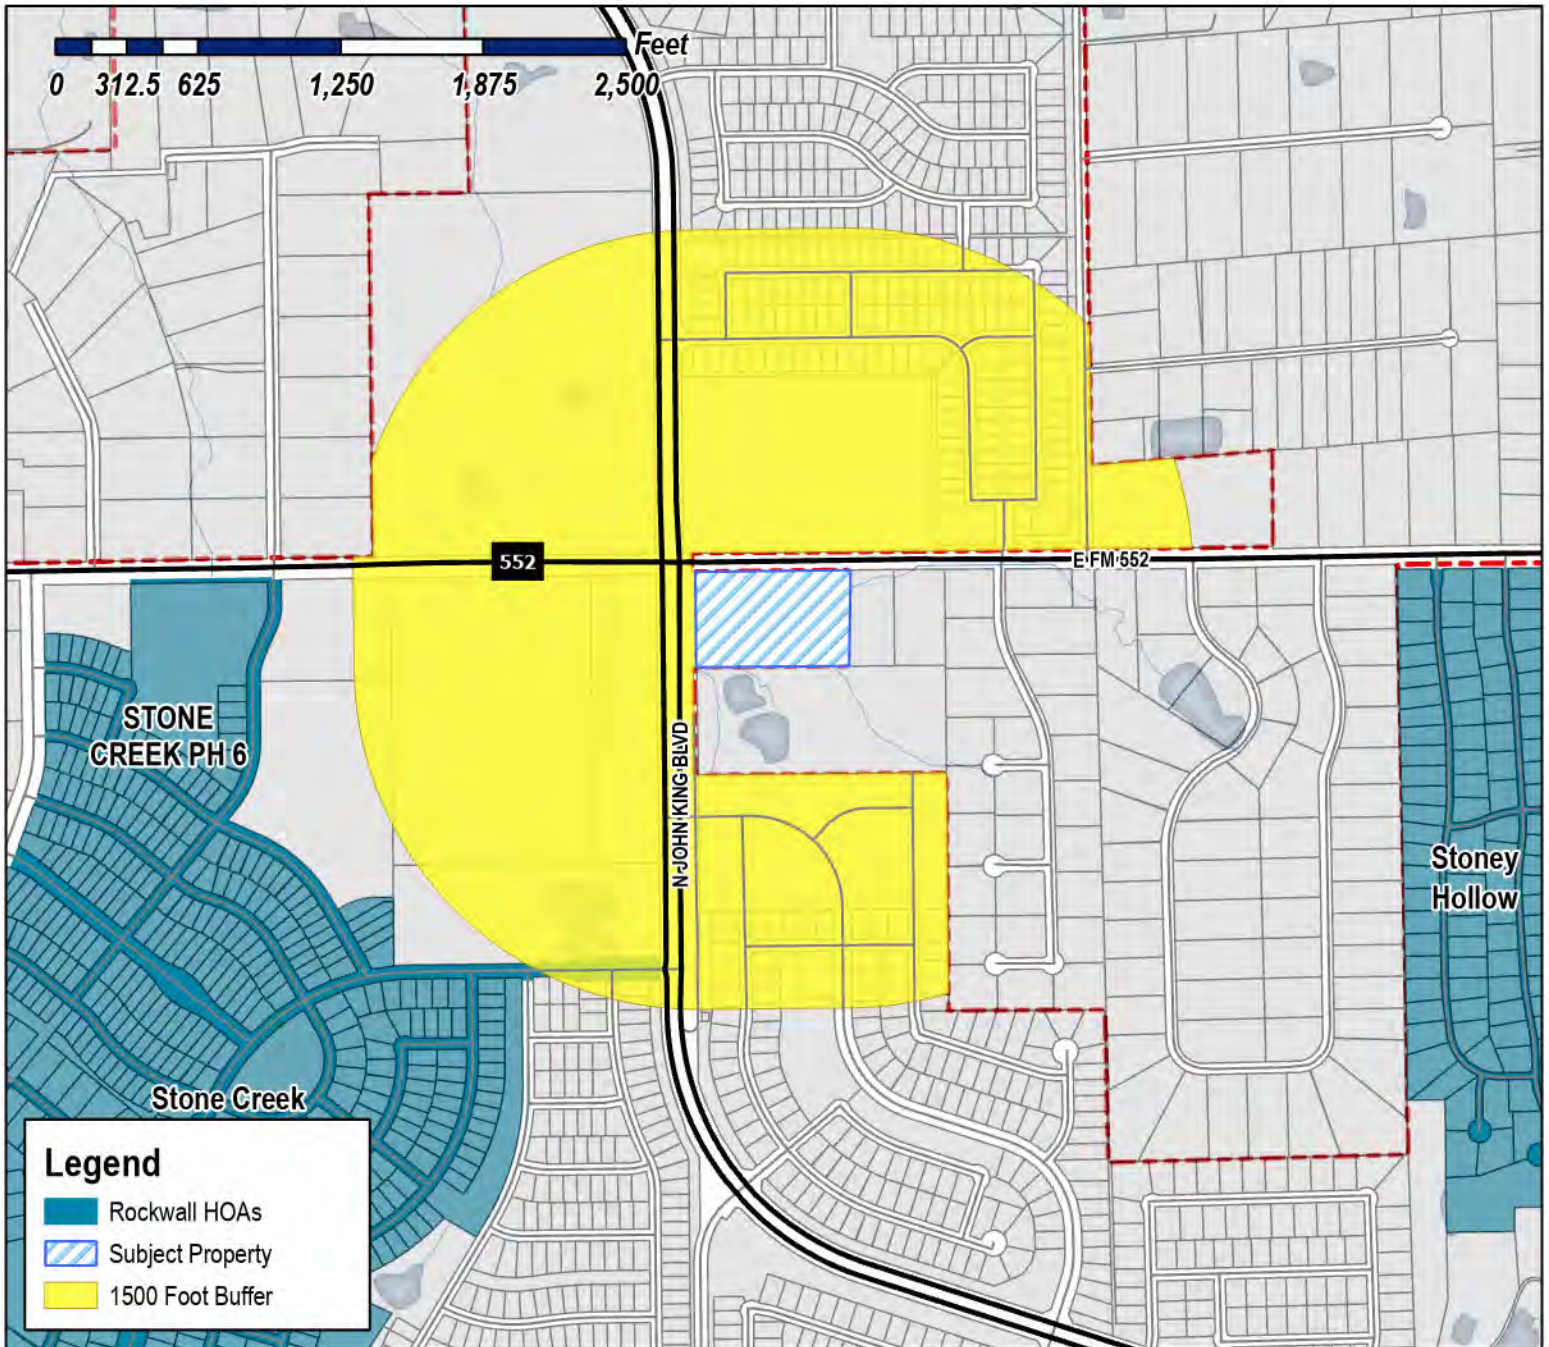 Feet
0 312.5 625 1,250 1,875 2,500
552
E FM 552
STONE
CREEK PH 6
N JOHN KING BLVD
Stoney
Hollow
Stone Creek
Legend
Rockwall HOAs
Subject Property
1500 Foot Buffer